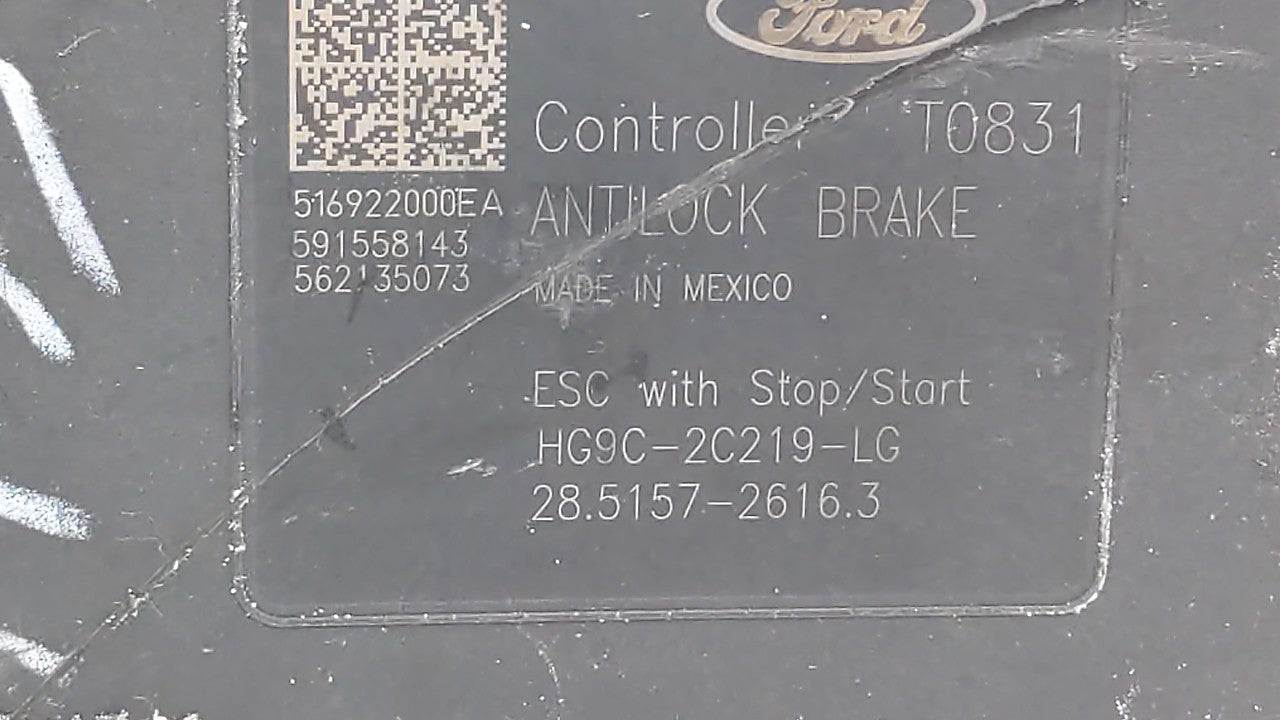 Ford
Controller T0831
ANTILOCK BRAKE
MADE IN MEXICO
516922000EA
591558143
562135073
ESC with Stop/Start
HG9C-2C219-LG
28.5157-2616.3